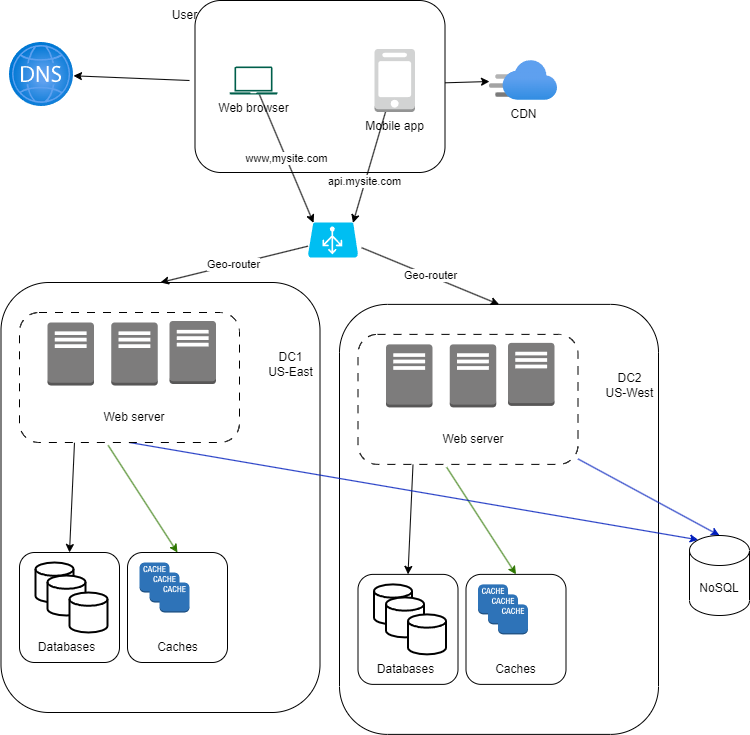 User
DNS
Web browser
Mobile app
CDN
www,mysite.com
api.mysite.com
Geo-router
Geo-router
DC1
US-East
Web server
DC2
US-West
Web server
CACHE
CACHE
CACHE
Databases
Caches
CACHE
CACHE
CACHE
Databases
Caches
NoSQL